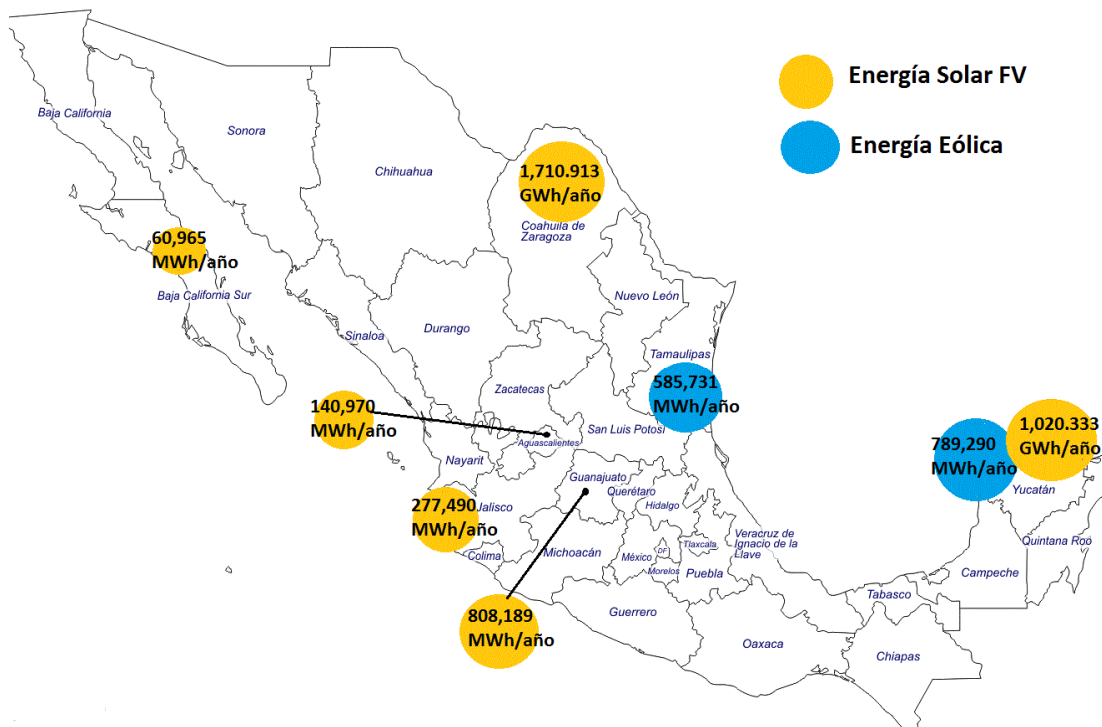 Energía Solar FV
Energía Eólica
Baja California
Sonora
Chihuahua
1,710.913
GWh/año
Coahuila de
Zaragoza
60,965
MWh/año
Baja California Sur
Nuevo León
Durango
Sinaloa
Tamaulipas
585,731
MWh/año
Zacatecas
140,970
MWh/año
San Luis Potosí
Aguascalientes
789,290
MWh/año
1,020.333
GWh/año
Yucatán
Nayarit
Guanajuato
Querétaro
Hidalgo
277,490
MWh/año
Jalisco
Veracruz de
Ignacio de la
Llave
Quintana Roo
Colima
Michoacán
México
DF
Tlaxcala
Morelos
Puebla
Campeche
Tabasco
808,189
MWh/año
Guerrero
Oaxaca
Chiapas